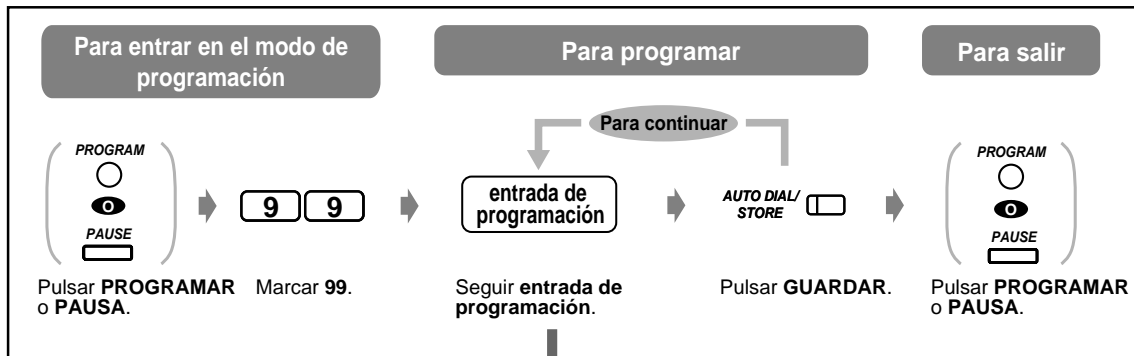 Para entrar en el modo de
programación
Para programar
Para salir
Para continuar
PROGRAM
O
PAUSE
9 9
entrada de
programación
AUTO DIAL/
STORE
PROGRAM
O
PAUSE
Pulsar PROGRAMAR
o PAUSA.
Marcar 99.
Seguir entrada de
programación.
Pulsar GUARDAR.
Pulsar PROGRAMAR
o PAUSA.